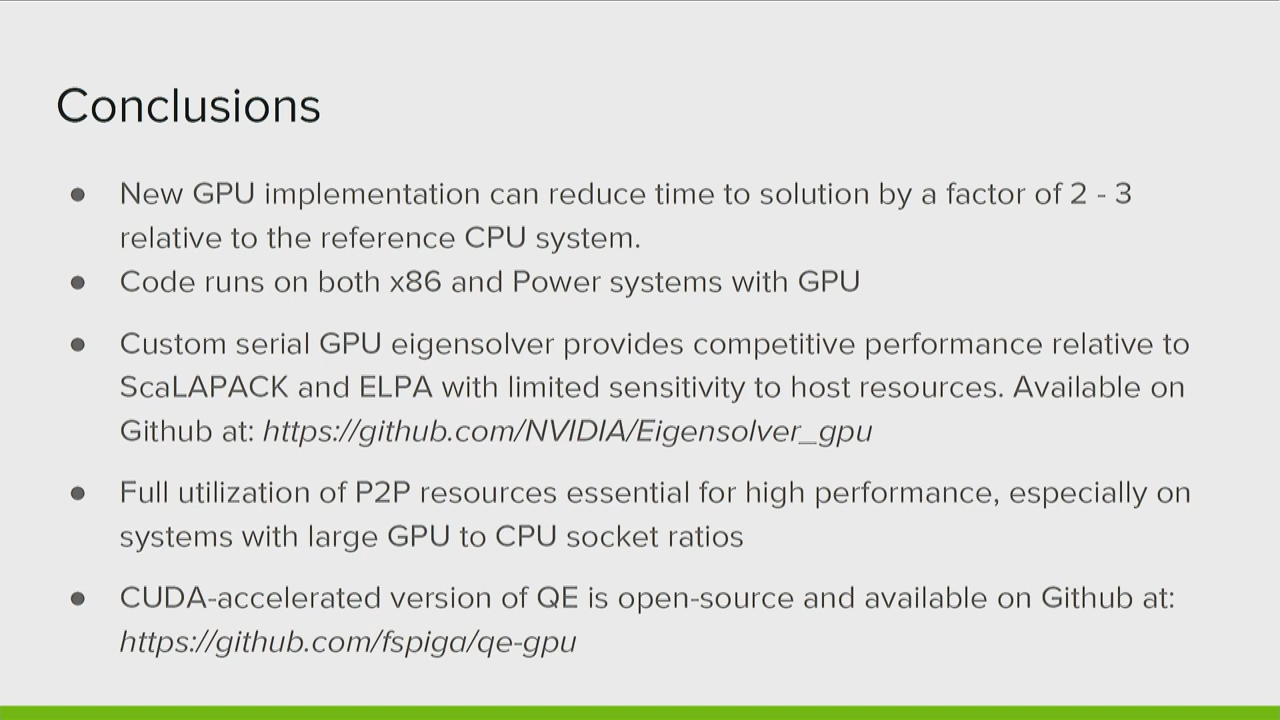 Conclusions
● New GPU implementation can reduce time to solution by a factor of 2 - 3
relative to the reference CPU system.
● Code runs on both x86 and Power systems with GPU
● Custom serial GPU eigensolver provides competitive performance relative to
ScaLAPACK and ELPA with limited sensitivity to host resources. Available on
Github at: https://github.com/NVIDIA/Eigensolver_gpu
● Full utilization of P2P resources essential for high performance, especially on
systems with large GPU to CPU socket ratios
● CUDA-accelerated version of QE is open-source and available on Github at:
https://github.com/fspiga/qe-gpu